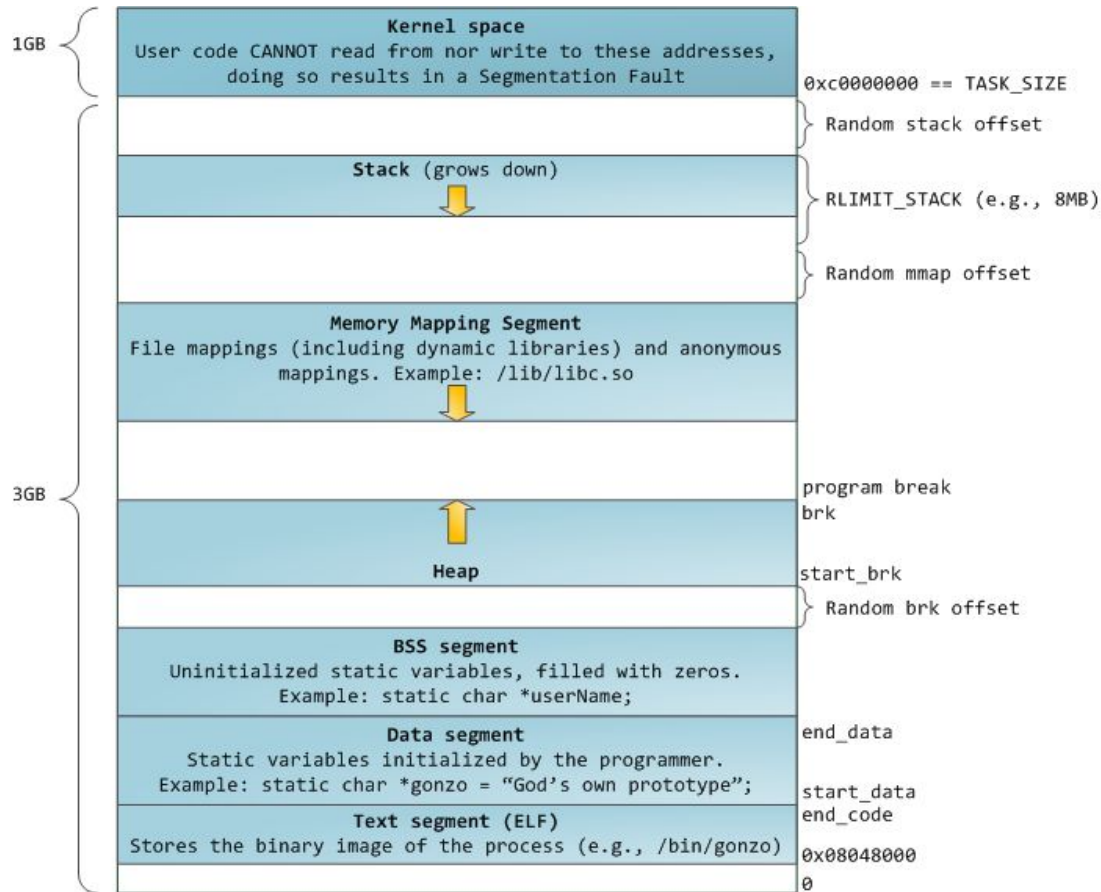 1GB
Kernel space
User code CANNOT read from nor write to these addresses,
doing so results in a Segmentation Fault
0xc0000000 == TASK_SIZE
Random stack offset
Stack (grows down)
RLIMIT_STACK (e.g., 8MB)
Random mmap offset
Memory Mapping Segment
File mappings (including dynamic libraries) and anonymous
mappings. Example: /lib/libc.so
3GB
program break
brk
Heap
start_brk
Random brk offset
BSS segment
Uninitialized static variables, filled with zeros.
Example: static char *userName;
Data segment
end_data
Static variables initialized by the programmer.
Example: static char *gonzo = “God’s own prototype”;
start_data
end_code
Text segment (ELF)
Stores the binary image of the process (e.g., /bin/gonzo)
0x08048000
0